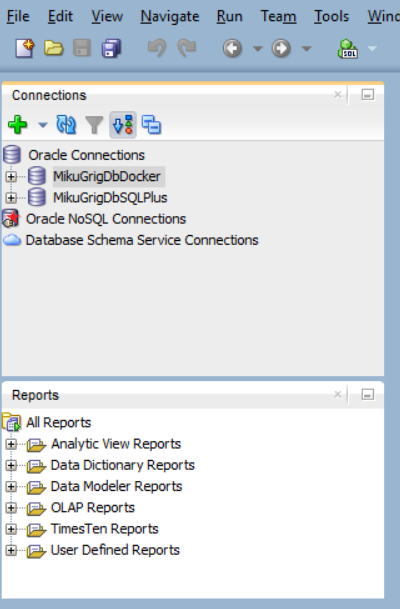 File Edit View Navigate Run Team Tools
SQL
Connections
Oracle Connections
MikuGrigDbDocker
MikuGrigDbSQLPlus
Oracle NoSQL Connections
Database Schema Service Connections
Reports
All Reports
Analytic View Reports
Data Dictionary Reports
Data Modeler Reports
OLAP Reports
TimesTen Reports
User Defined Reports